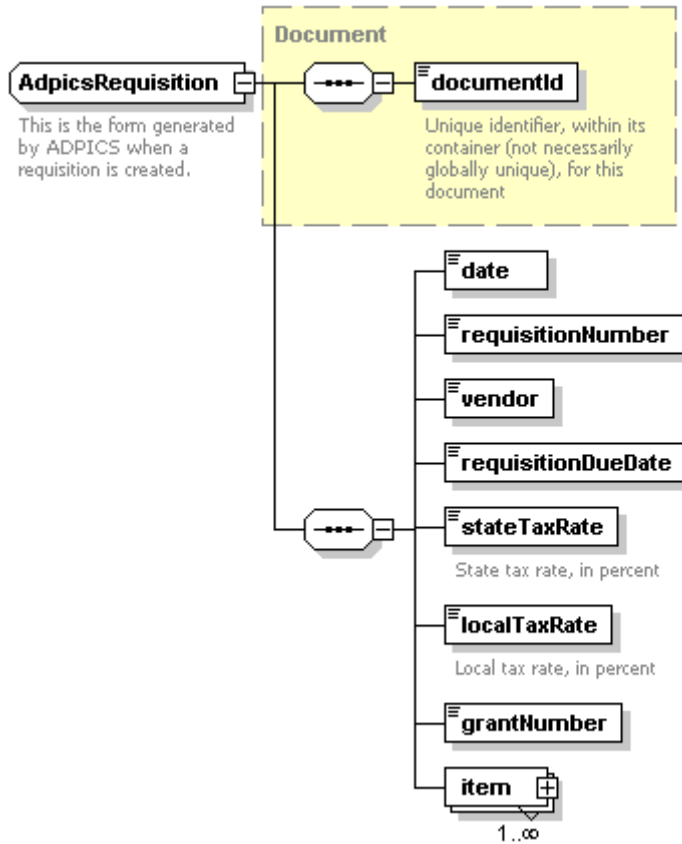 Document
AdpicsRequisition
This is the form generated
by ADPICS when a
requisition is created.
documentId
Unique identifier, within its
container (not necessarily
globally unique), for this
document
date
requisitionNumber
vendor
requisitionDueDate
stateTaxRate
State tax rate, in percent
localTaxRate
Local tax rate, in percent
grantNumber
item
1..∞